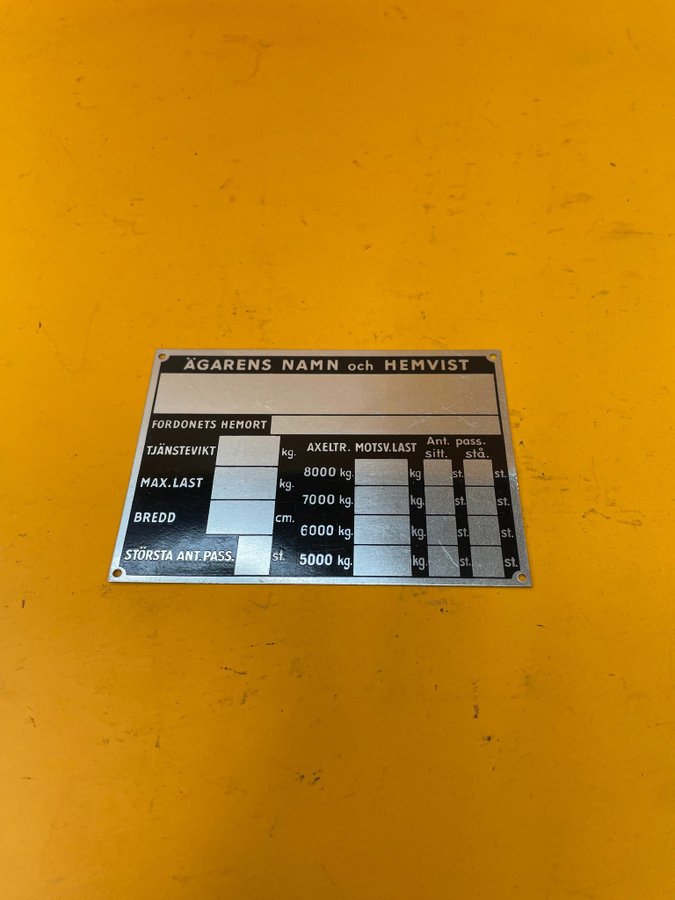 ÄGARENS NAMN och HEMVIST
FORDONETS HEMORT
TJÄNSTEVIKT kg.
MAX.LAST kg.
BREDD cm.
STÖRSTA ANT. PASS. st.
AXELTR. MOTSV.LAST Ant. pass.
sitt. stå.
8000 kg. kg st. st.
7000 kg. kg. st. st.
6000 kg. kg. st. st.
5000 kg. kg. st. st.